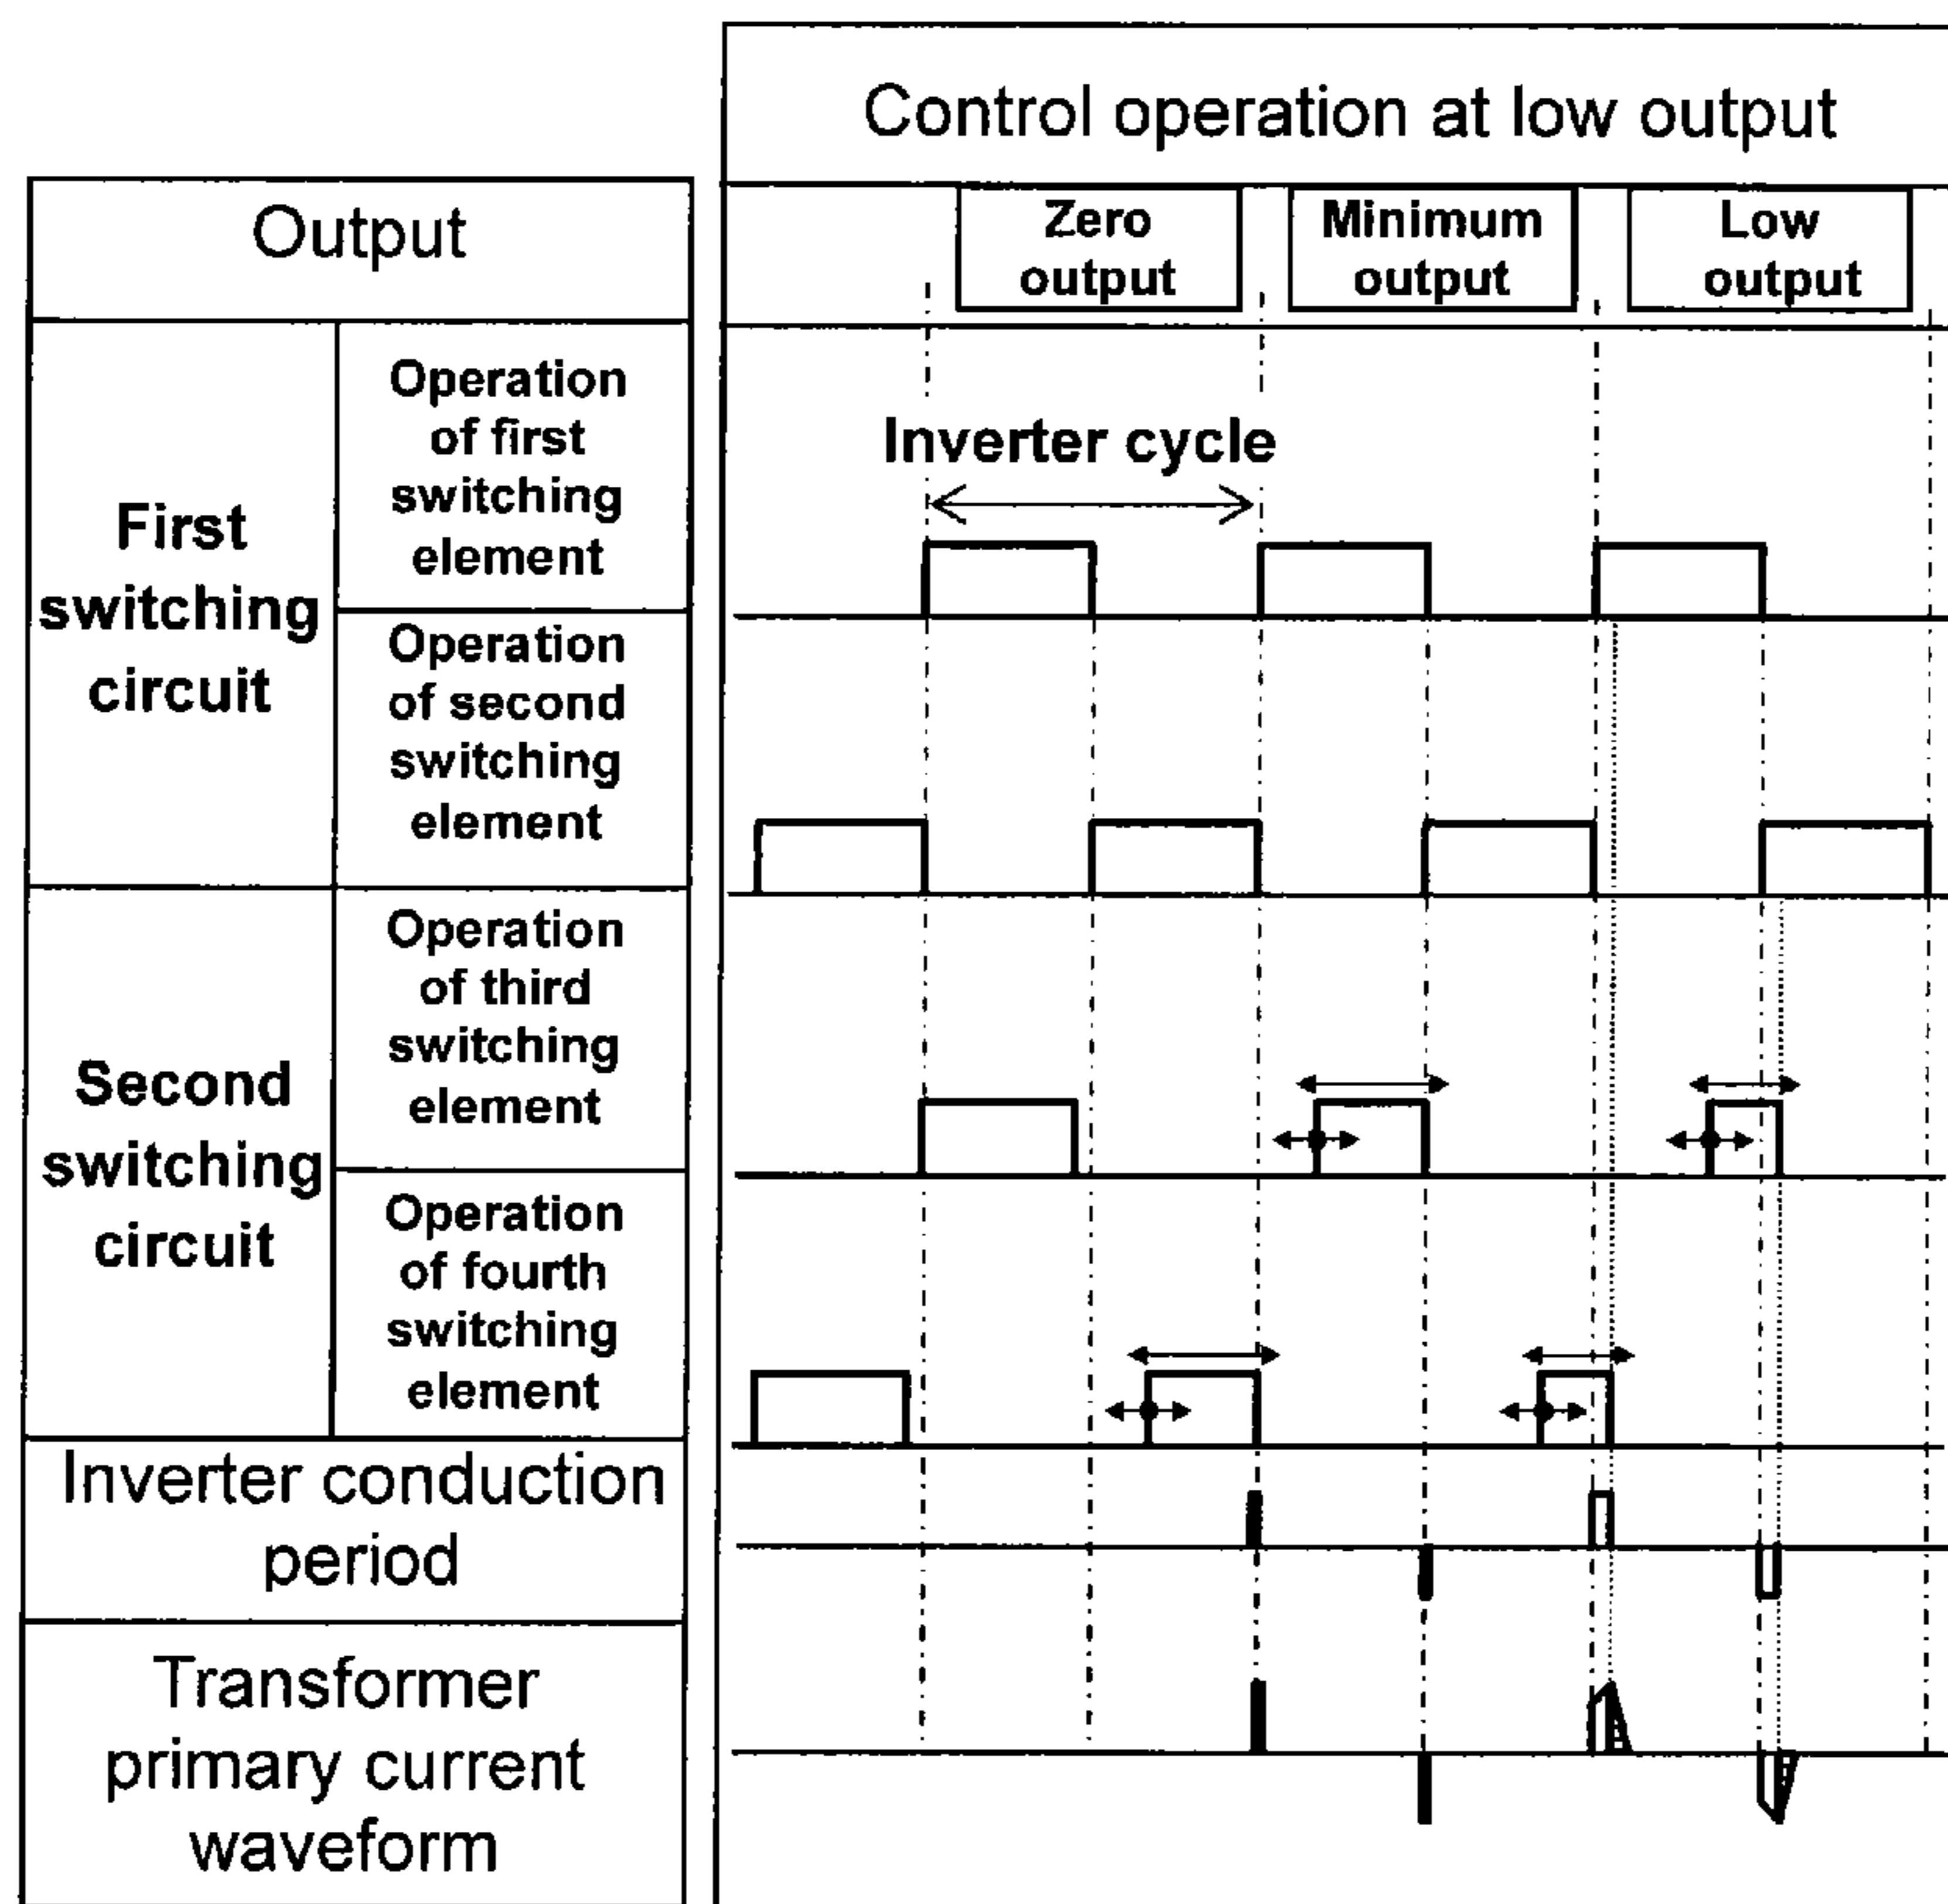 Control operation at low output
Output
Zero
output
Minimum
output
Low
output
First
switching
circuit
Operation
of first
switching
element
Inverter cycle
Operation
of second
switching
element
Second
switching
circuit
Operation
of third
switching
element
Operation
of fourth
switching
element
Inverter conduction
period
Transformer
primary current
waveform